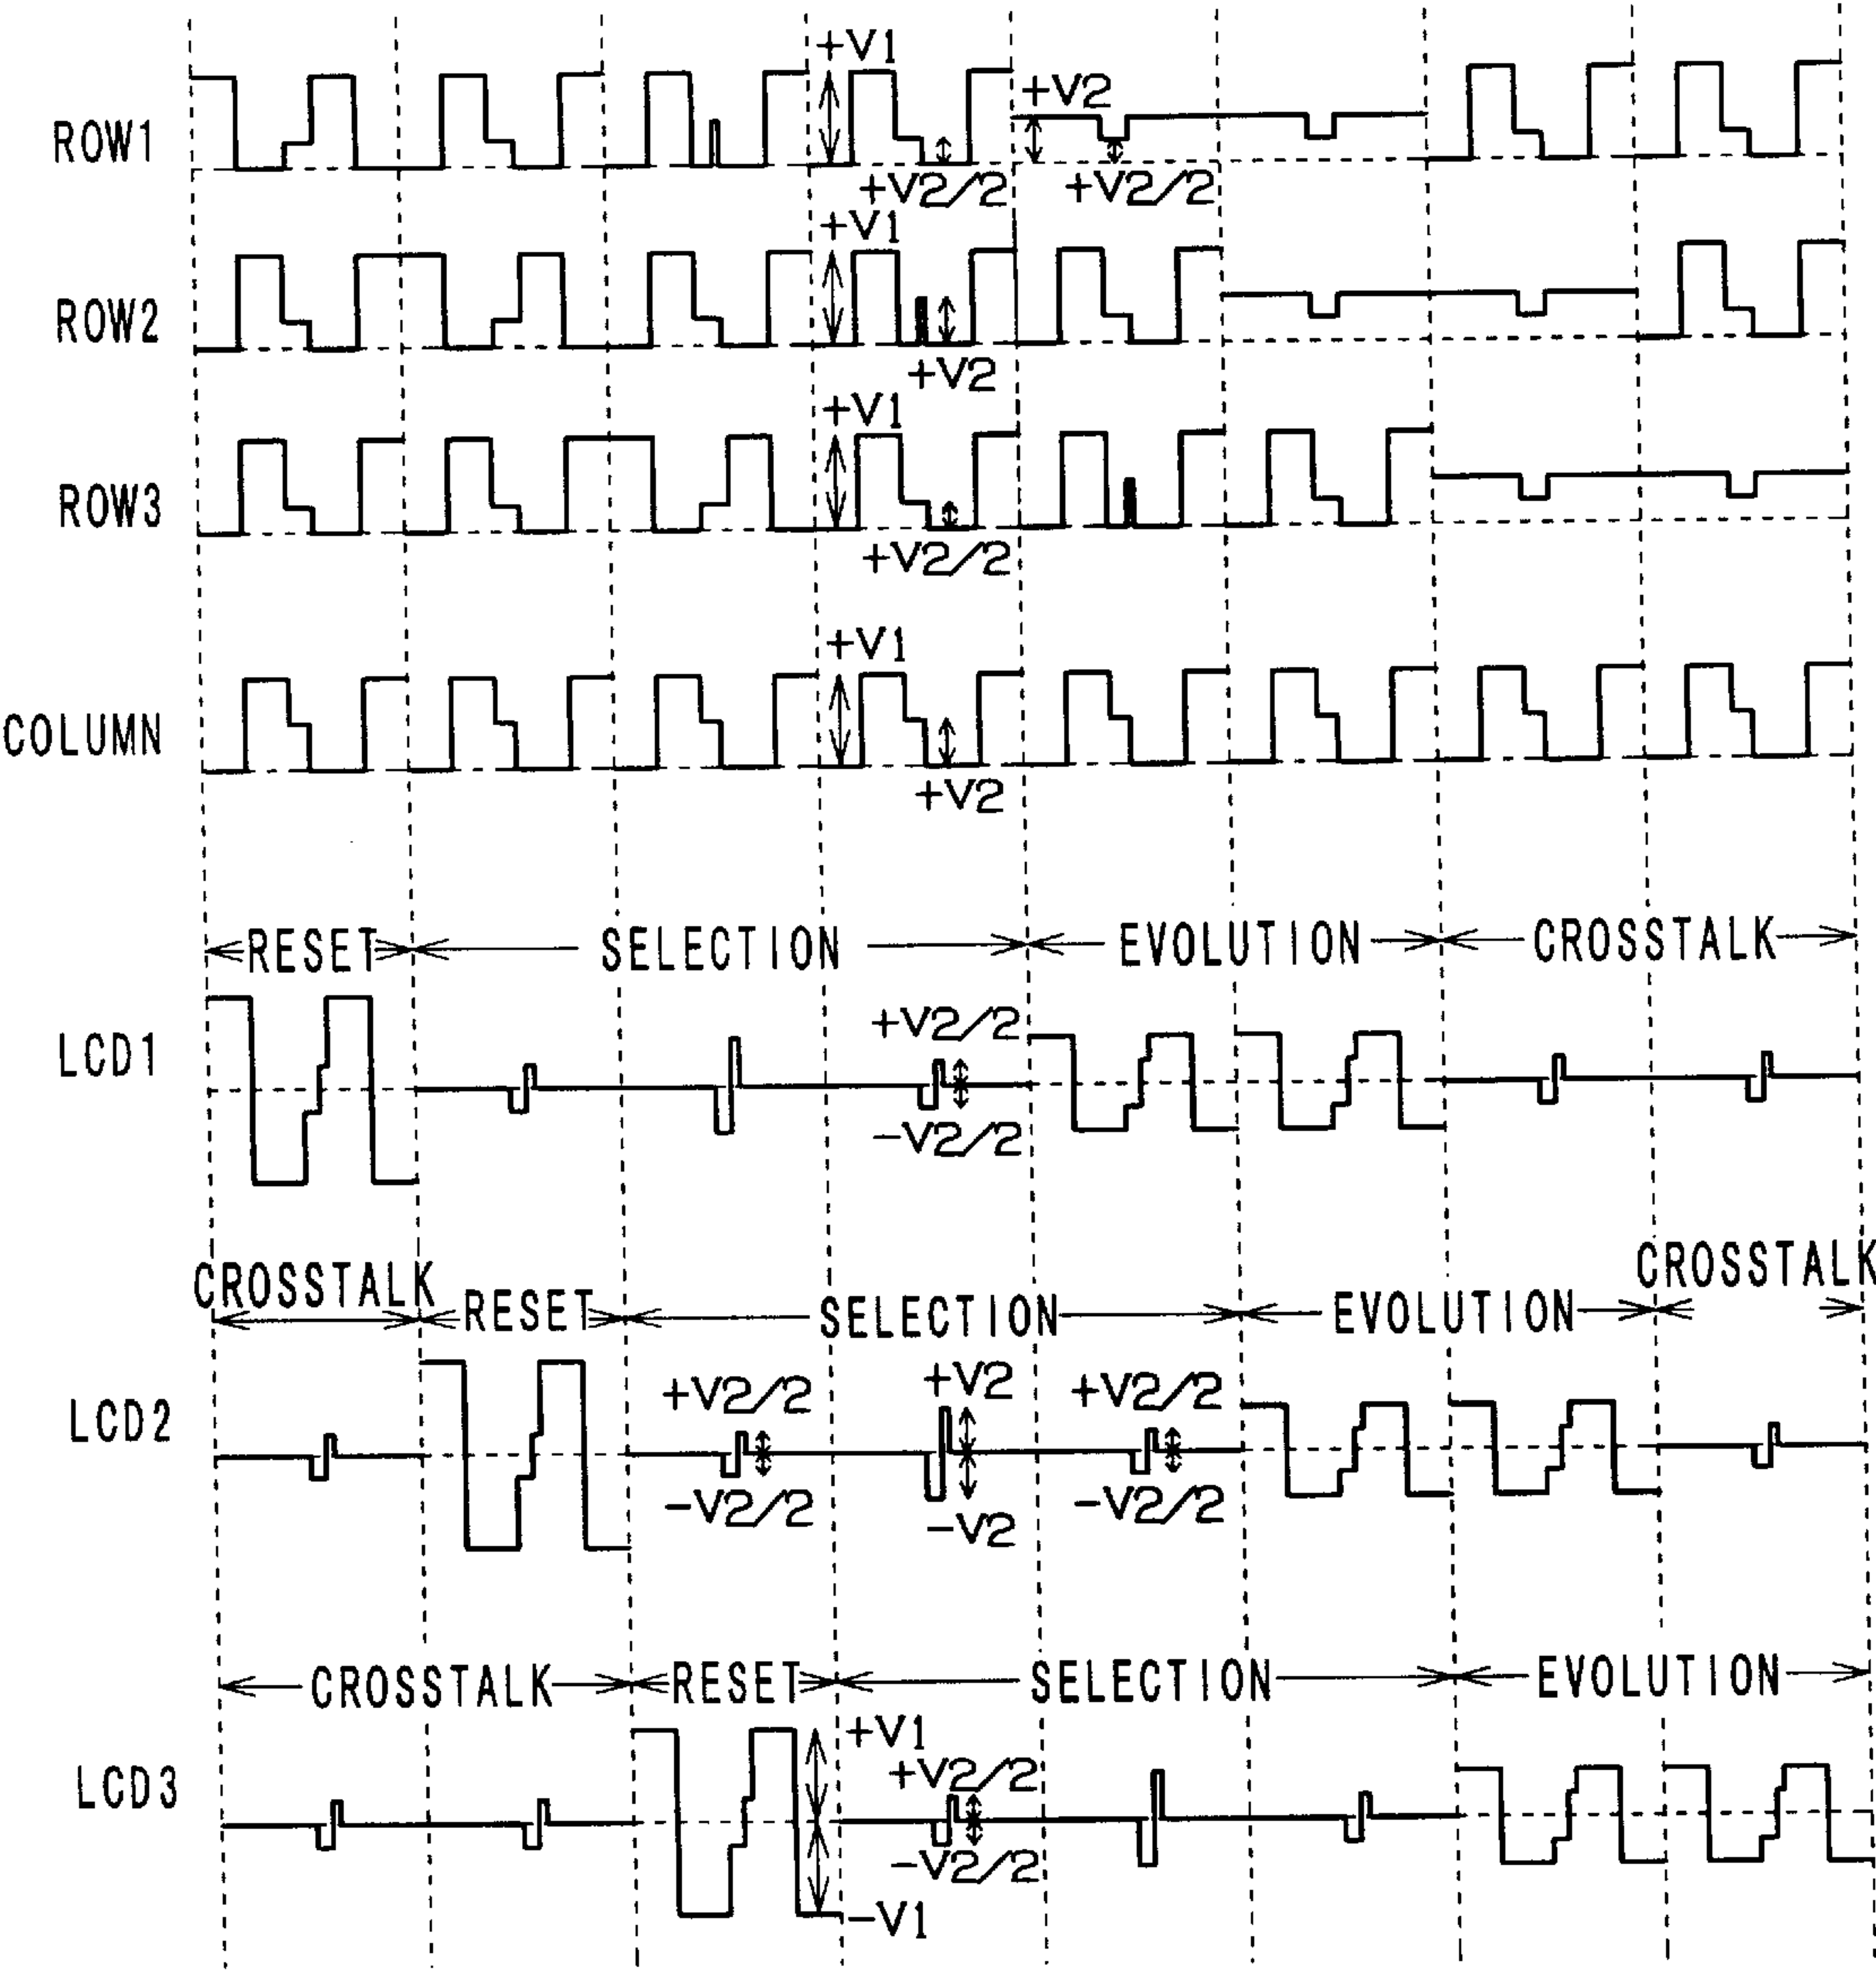 +V1
ROW1
+V2
+V2/2
+V2/2
+V1
ROW2
+V2
+V1
ROW3
+V2/2
+V1
COLUMN
+V2
RESET SELECTION EVOLUTION CROSSTALK
LCD1
+V2/2
-V2/2
CROSSTALK RESET SELECTION EVOLUTION CROSSTALK
LCD2
+V2/2 +V2 +V2/2
-V2/2 -V2 -V2/2
CROSSTALK RESET SELECTION EVOLUTION
LCD3
+V1
+V2/2
-V2/2
-V1